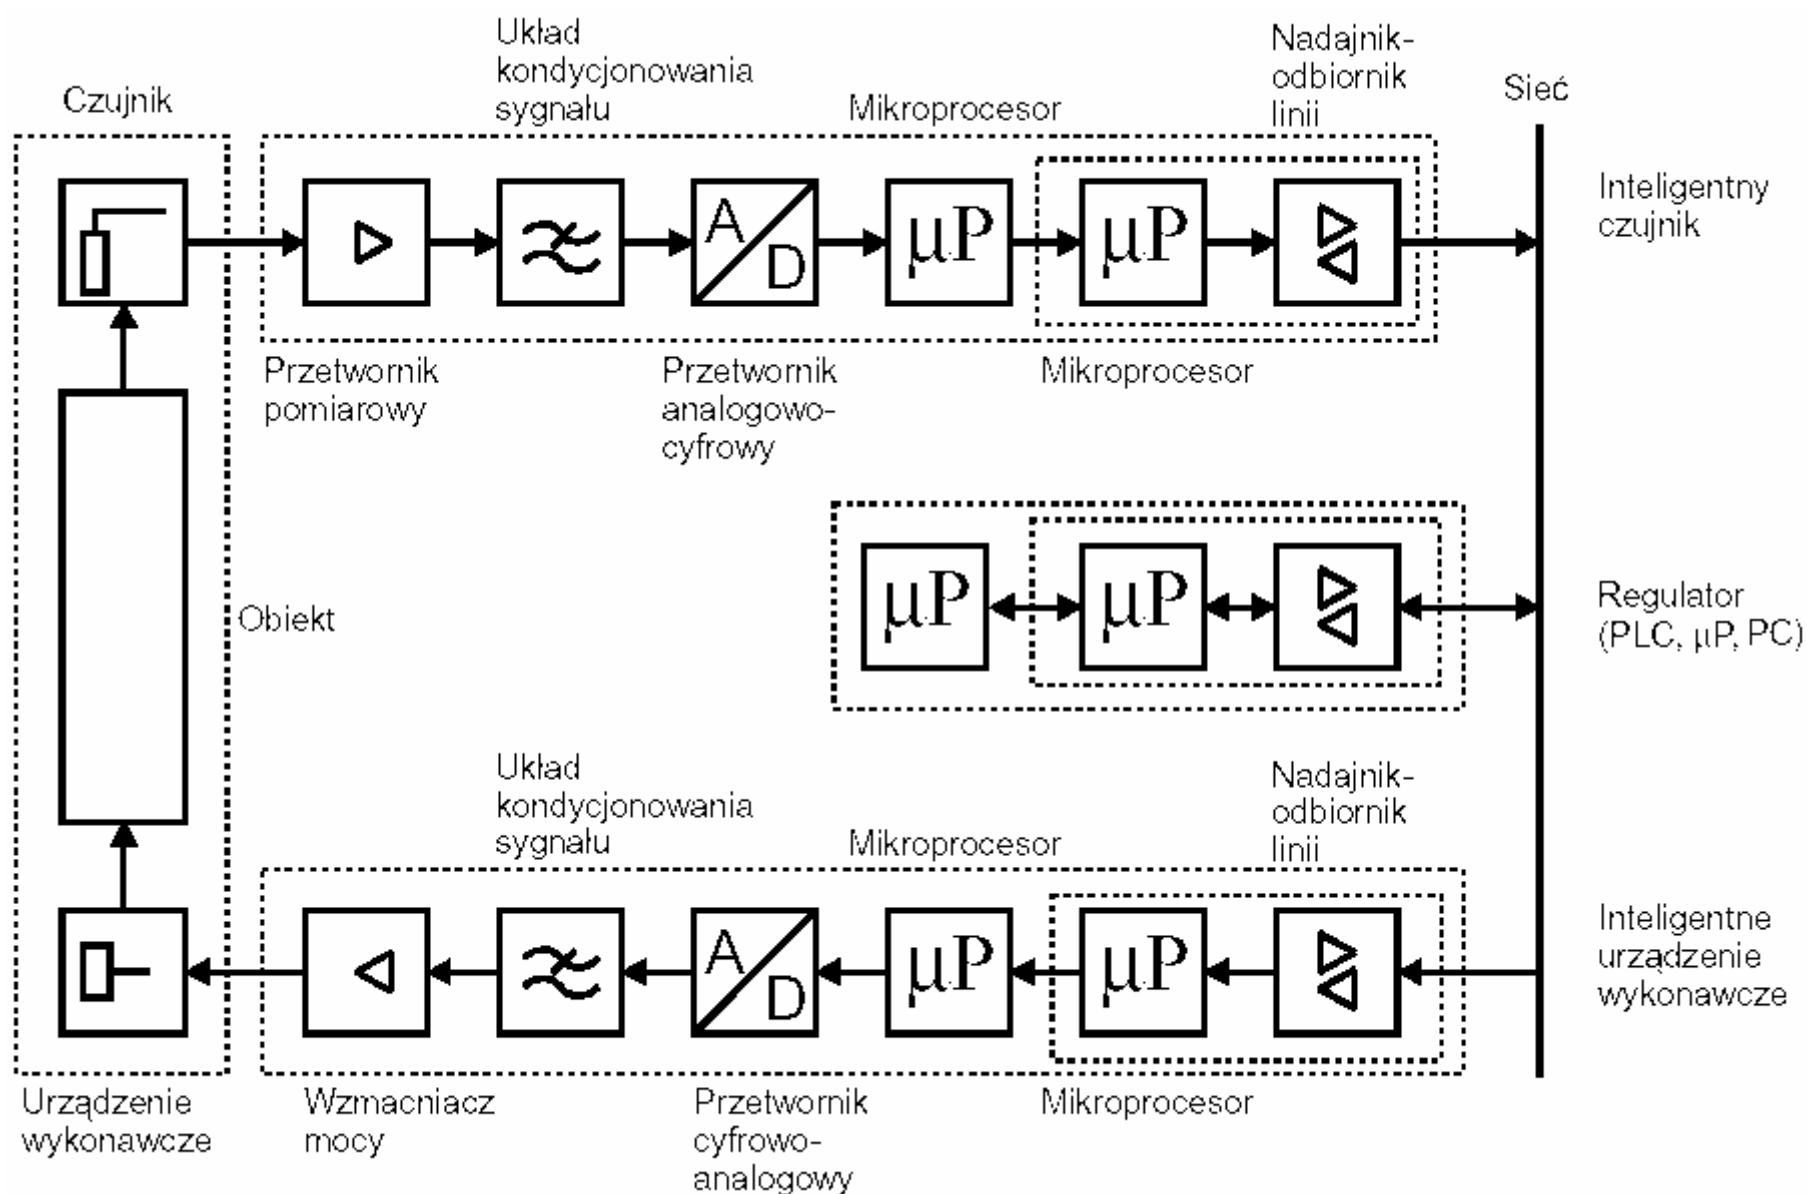 Czujnik
Układ
kondycjonowania
sygnału
Mikroprocesor
Nadajnik-
odbiornik
linii
Sieć
A
D
µP
µP
Inteligentny
czujnik
Przetwornik
pomiarowy
Przetwornik
analogowo-
cyfrowy
Mikroprocesor
Obiekt
µP
µP
Regulator
(PLC, µP, PC)
Układ
kondycjonowania
sygnału
Mikroprocesor
Nadajnik-
odbiornik
linii
A
D
µP
µP
Inteligentne
urządzenie
wykonawcze
Urządzenie
wykonawcze
Wzmacniacz
mocy
Przetwornik
cyfrowo-
analogowy
Mikroprocesor